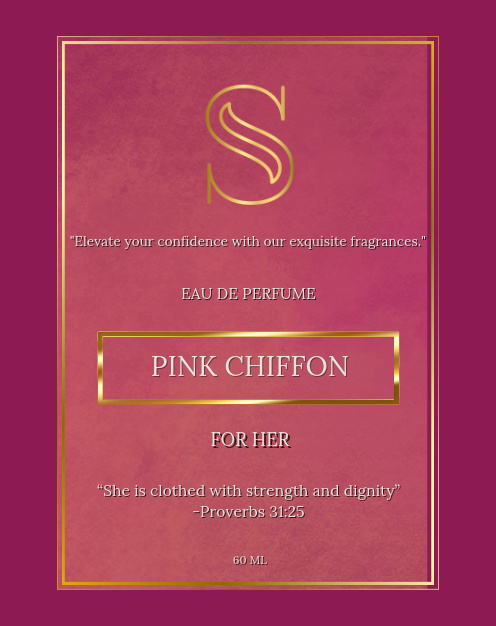 S
"Elevate your confidence with our exquisite fragrances."
EAU DE PERFUME
PINK CHIFFON
FOR HER
“She is clothed with strength and dignity”
-Proverbs 31:25
60 ML